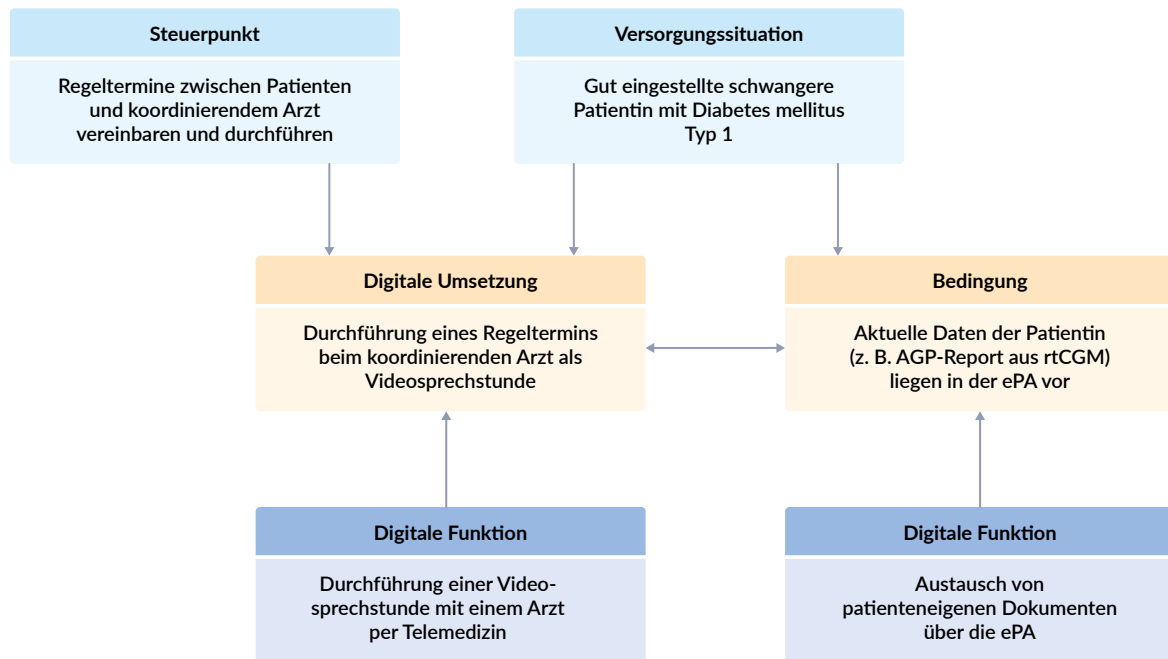 Steuerpunkt
Regeltermine zwischen Patienten
und koordinierendem Arzt
vereinbaren und durchführen
Versorgungssituation
Gut eingestellte schwangere
Patientin mit Diabetes mellitus
Typ 1
Digitale Umsetzung
Durchführung eines Regeltermins
beim koordinierenden Arzt als
Videosprechstunde
Bedingung
Aktuelle Daten der Patientin
(z. B. AGP-Report aus rtCGM)
liegen in der ePA vor
Digitale Funktion
Durchführung einer Video-
sprechstunde mit einem Arzt
per Telemedizin
Digitale Funktion
Austausch von
patienteneigenen Dokumenten
über die ePA